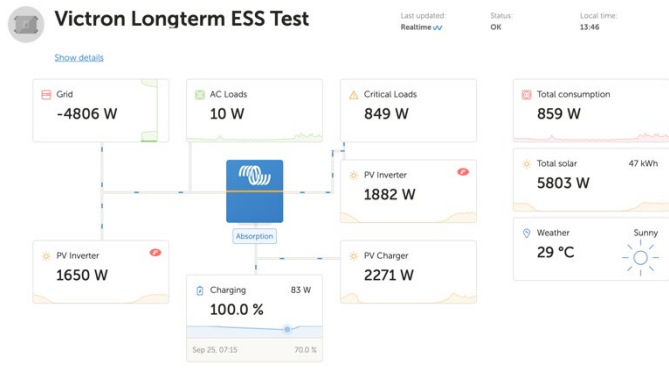 Victron Longterm ESS Test
Last updated:
Realtime
Status:
OK
Local time:
13:46
Show details
Grid
-4806 W
AC Loads
10 W
Critical Loads
849 W
Total consumption
859 W
PV Inverter
1882 W
Total solar
47 kWh
5803 W
Absorption
Weather
Sunny
29 °C
PV Inverter
1650 W
PV Charger
2271 W
Charging
83 W
100.0 %
Sep 25, 07:15
70.0 %